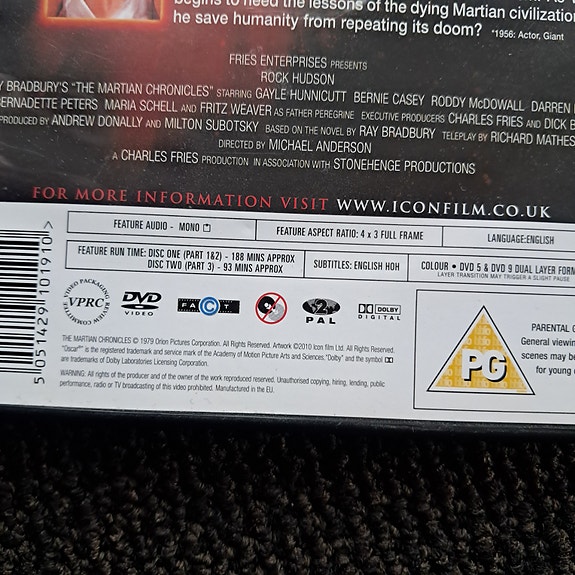 begins to need the lessons of the dying Martian civilization
he save humanity from repeating its doom? *1956: Actor, Giant
FRIES ENTERPRISES PRESENTS
ROCK HUDSON
Y BRADBURY'S "THE MARTIAN CHRONICLES" STARRING GAYLE HUNNICUTT BERNIE CASEY RODDY McDOWALL DARREN
BERNADETTE PETERS MARIA SCHELL AND FRITZ WEAVER AS FATHER PEREGRINE EXECUTIVE PRODUCERS CHARLES FRIES AND DICK B
PRODUCED BY ANDREW DONALLY AND MILTON SUBOTSKY BASED ON THE NOVEL BY RAY BRADBURY TELEPLAY BY RICHARD MATHES
DIRECTED BY MICHAEL ANDERSON
A CHARLES FRIES PRODUCTION IN ASSOCIATION WITH STONEHENGE PRODUCTIONS
FOR MORE INFORMATION VISIT WWW.ICONFILM.CO.UK
FEATURE AUDIO - MONO
FEATURE ASPECT RATIO: 4 x 3 FULL FRAME
LANGUAGE:ENGLISH
FEATURE RUN TIME: DISC ONE (PART 1&2) - 188 MINS APPROX
DISC TWO (PART 3) - 93 MINS APPROX
SUBTITLES: ENGLISH HOH
COLOUR • DVD 5 & DVD 9 DUAL LAYER FORM
LAYER TRANSITION MAY TRIGGER A SLIGHT PAUSE
5 051429 101910 >
VIDEO PACKAGING REVIEW COMMITTEE
VPRC
DVD
VIDEO
FACT
2
PAL
DOLBY
DIGITAL
THE MARTIAN CHRONICLES © 1979 Orion Pictures Corporation. All Rights Reserved. Artwork ©2010 Icon film Ltd. All Rights Reserved.
"Oscar®" is the registered trademark and service mark of the Academy of Motion Picture Arts and Sciences. "Dolby" and the symbol
are trademarks of Dolby Laboratories Licensing Corporation.
WARNING: All rights of the producer and of the owner of the work reproduced reserved. Unauthorised copying, hiring, lending, public
performance, radio or TV broadcasting of this video prohibited. Manufactured in the EU.
PG
PARENTAL G
General viewin
scenes may b
for young c